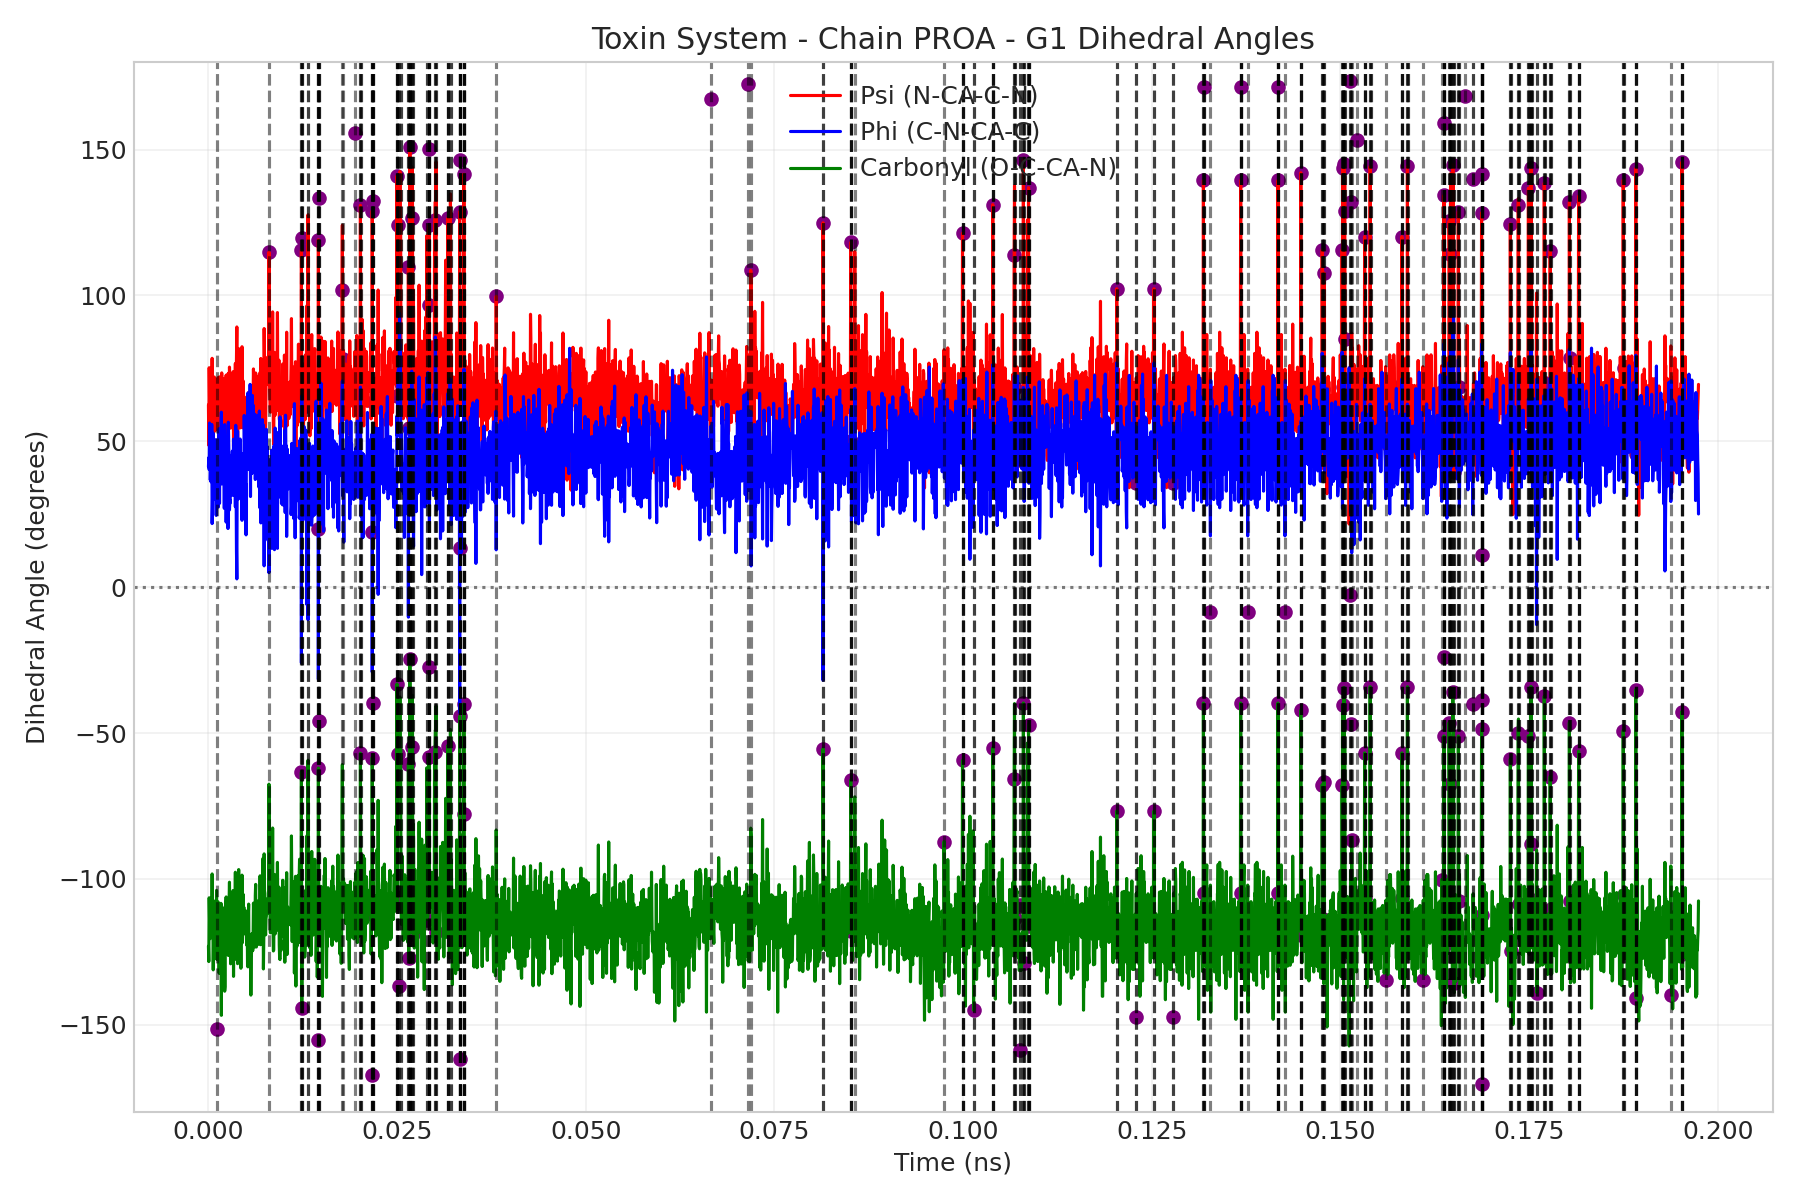 Toxin System - Chain PROA - G1 Dihedral Angles
Psi (N-CA-C-N)
Phi (C-N-CA-C)
Carbonyl (O-C-CA-N)
Dihedral Angle (degrees)
150
100
50
0
−50
−100
−150
0.000 0.025 0.050 0.075 0.100 0.125 0.150 0.175 0.200
Time (ns)